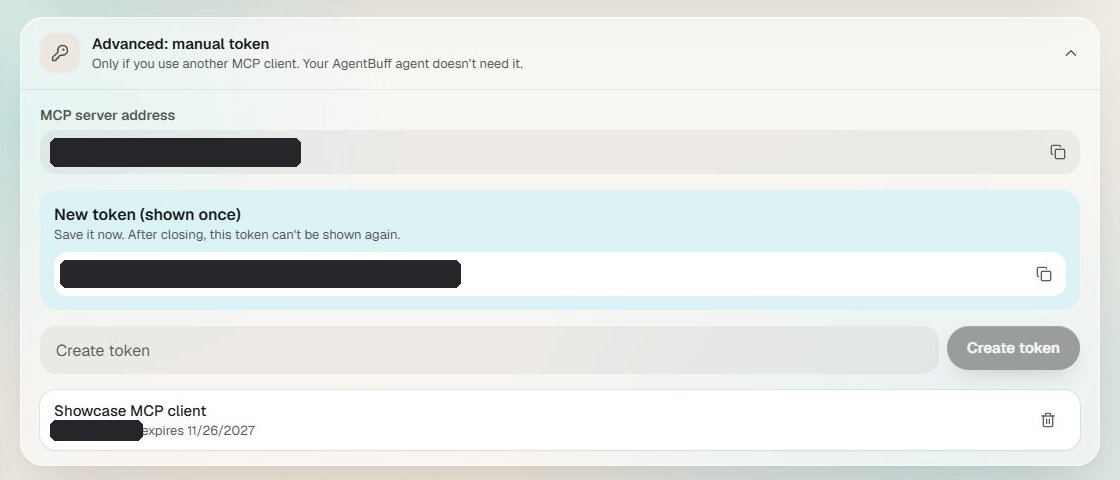 Advanced: manual token
Only if you use another MCP client. Your AgentBuff agent doesn't need it.
MCP server address
New token (shown once)
Save it now. After closing, this token can't be shown again.
Create token
Create token
Showcase MCP client
expires 11/26/2027